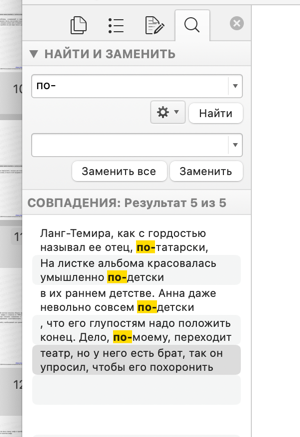 10
НАЙТИ И ЗАМЕНИТЬ
по-
Найти
Заменить все
Заменить
СОВПАДЕНИЯ: Результат 5 из 5
Ланг-Темира, как с гордостью
называл ее отец, по-татарски,
На листке альбома красовалась
умышленно по-детски
в их раннем детстве. Анна даже
невольно совсем по-детски
, что его глупостям надо положить
конец. Дело, по-моему, переходит
театр, но у него есть брат, так он
упросил, чтобы его похоронить
11
12